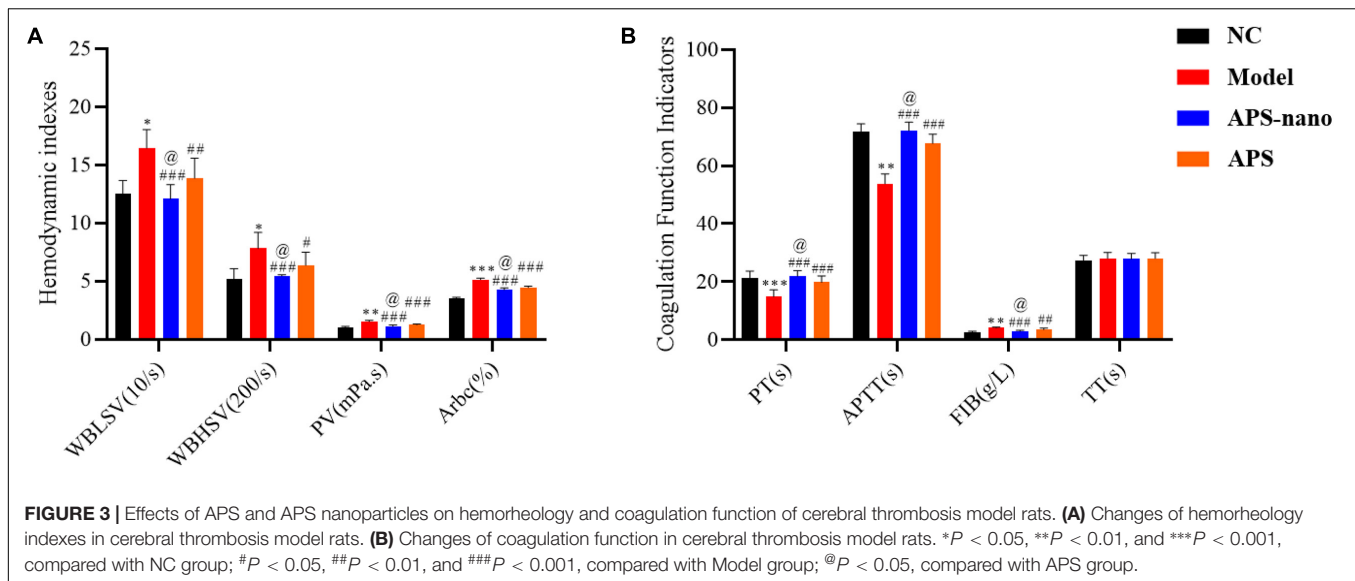 A
Hemodynamic indexes
25
20
15
10
5
0
*
@
###
##
*
@
###
#
**
@
###
###
***
@
###
###
WBLSV(10/s)
WBHSV(200/s)
PV(mPa.s)
Arbc(%)
B
Coagulation Function Indicators
100
80
60
40
20
0
***
@
###
###
**
@
###
###
**
@
###
##
PT(s)
APTT(s)
FIB(g/L)
TT(s)
NC
Model
APS-nano
APS
FIGURE 3 | Effects of APS and APS nanoparticles on hemorheology and coagulation function of cerebral thrombosis model rats. (A) Changes of hemorheology
indexes in cerebral thrombosis model rats. (B) Changes of coagulation function in cerebral thrombosis model rats. *P < 0.05, **P < 0.01, and ***P < 0.001,
compared with NC group; #P < 0.05, ##P < 0.01, and ###P < 0.001, compared with Model group; @P < 0.05, compared with APS group.